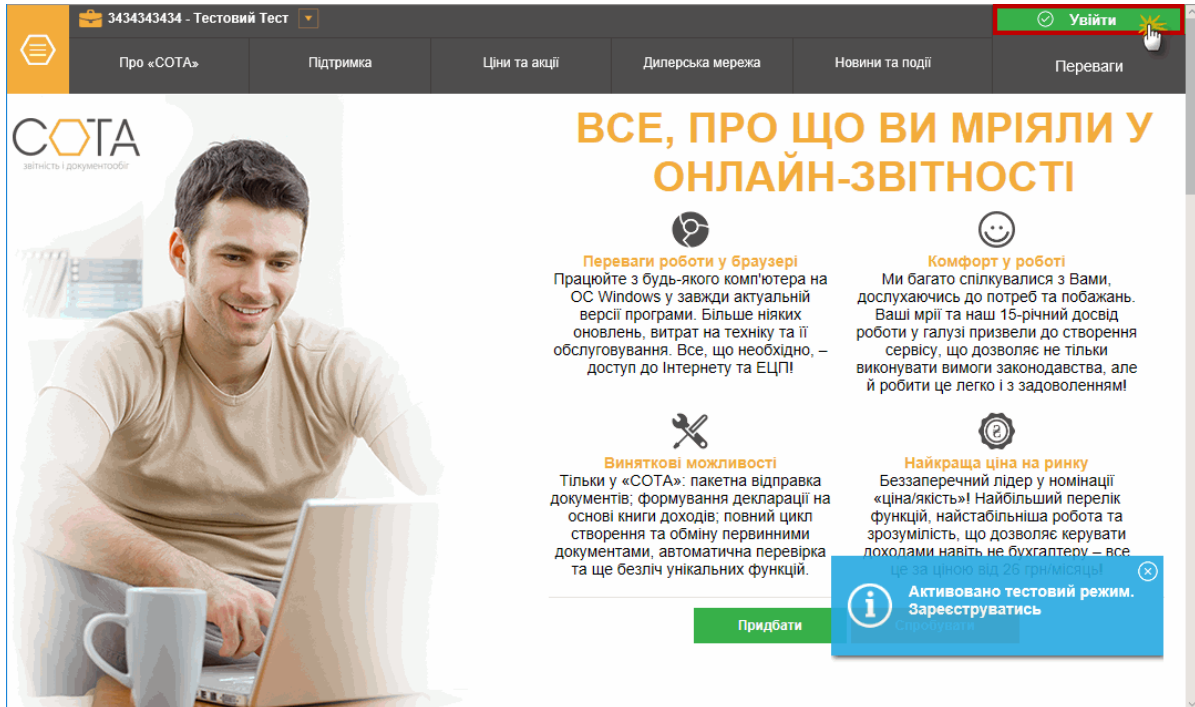 3434343434 - Тестовий Тест
Увійти
Про «СОТА»
Підтримка
Ціни та акції
Дилерська мережа
Новини та події
Переваги
СОТА
звітність і документообіг
ВСЕ, ПРО ЩО ВИ МРІЯЛИ У
ОНЛАЙН-ЗВІТНОСТІ
Переваги роботи у браузері
Працюйте з будь-якого комп'ютера на
ОС Windows у завжди актуальній
версії програми. Більше ніяких
оновлень, витрат на техніку та її
обслуговування. Все, що необхідно, –
доступ до Інтернету та ЕЦП!
Комфорт у роботі
Ми багато спілкувалися з Вами,
дослухаючись до потреб та побажань.
Ваші мрії та наш 15-річний досвід
роботи у галузі призвели до створення
сервісу, що дозволяє не тільки
виконувати вимоги законодавства, але
й робити це легко і з задоволенням!
Виняткові можливості
Тільки у «СОТА»: пакетна відправка
документів; формування декларації на
основі книги доходів; повний цикл
створення та обміну первинними
документами, автоматична перевірка
та ще безліч унікальних функцій.
Найкраща ціна на ринку
Беззаперечний лідер у номінації
«ціна/якість»! Найбільший перелік
функцій, найстабільніша робота та
зрозумілість, що дозволяє керувати
доходами навіть не бухгалтеру – все
це за ціною від 26 грн/місяць!
Активовано тестовий режим.
Зареєструватись
Придбати
Спробувати